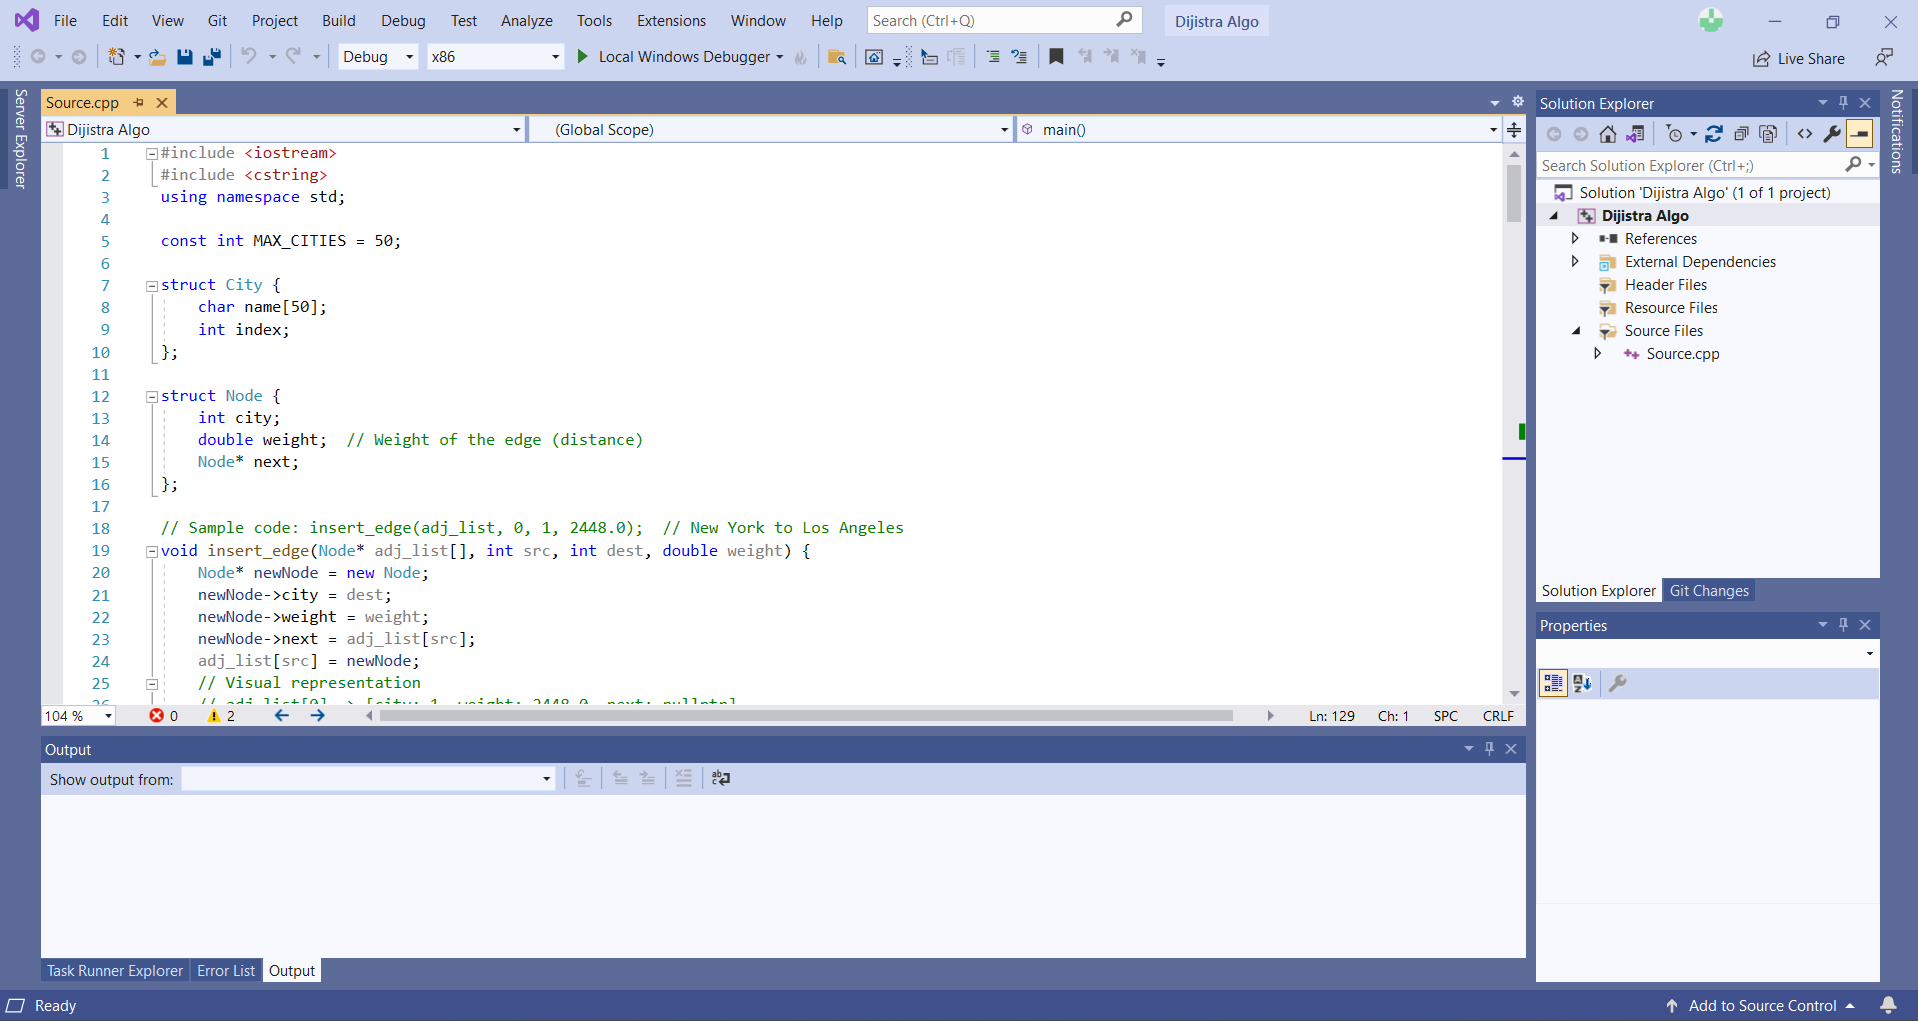 File Edit View Git Project Build Debug Test Analyze Tools Extensions Window Help Search (Ctrl+Q) Dijistra Algo
Debug x86 Local Windows Debugger Live Share
Server Explorer
Source.cpp
Dijistra Algo (Global Scope) main()
1 #include <iostream>
2 #include <cstring>
3 using namespace std;
4
5 const int MAX_CITIES = 50;
6
7 struct City {
8 char name[50];
9 int index;
10 };
11
12 struct Node {
13 int city;
14 double weight; // Weight of the edge (distance)
15 Node* next;
16 };
17
18 // Sample code: insert_edge(adj_list, 0, 1, 2448.0); // New York to Los Angeles
19 void insert_edge(Node* adj_list[], int src, int dest, double weight) {
20 Node* newNode = new Node;
21 newNode->city = dest;
22 newNode->weight = weight;
23 newNode->next = adj_list[src];
24 adj_list[src] = newNode;
25 // Visual representation
26 // adj_list[0] -> [city: 1, weight: 2448.0, next: nullptr]
104 % 0 2 Ln: 129 Ch: 1 SPC CRLF
Output
Show output from:
Task Runner Explorer Error List Output
Solution Explorer
Search Solution Explorer (Ctrl+;)
Solution 'Dijistra Algo' (1 of 1 project)
Dijistra Algo
References
External Dependencies
Header Files
Resource Files
Source Files
Source.cpp
Solution Explorer Git Changes
Properties
Notifications
Ready Add to Source Control